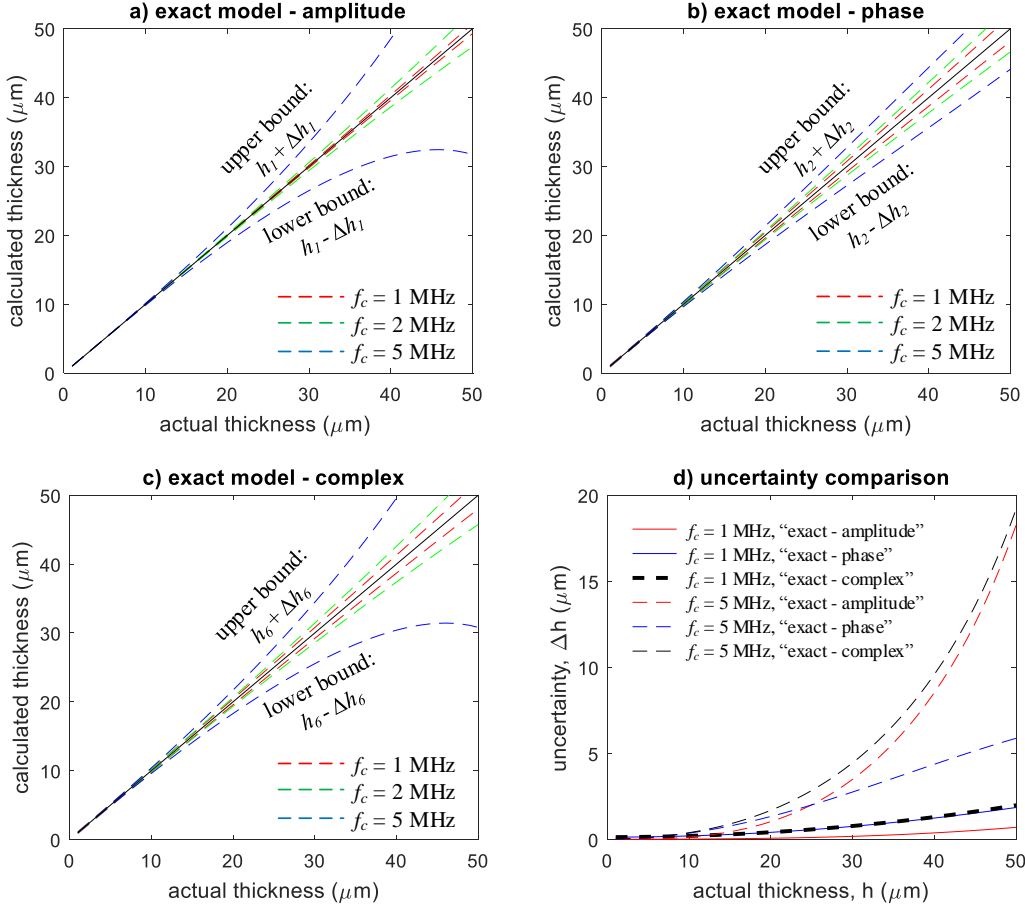 a) exact model - amplitude
calculated thickness (μm)
50
40
30
20
10
0
upper bound:
h1+Δh1
lower bound:
h1-Δh1
fc = 1 MHz
fc = 2 MHz
fc = 5 MHz
0 10 20 30 40 50
actual thickness (μm)
b) exact model - phase
calculated thickness (μm)
50
40
30
20
10
0
upper bound:
h2+Δh2
lower bound:
h2-Δh2
fc = 1 MHz
fc = 2 MHz
fc = 5 MHz
0 10 20 30 40 50
actual thickness (μm)
c) exact model - complex
calculated thickness (μm)
50
40
30
20
10
0
upper bound:
h6+Δh6
lower bound:
h6-Δh6
fc = 1 MHz
fc = 2 MHz
fc = 5 MHz
0 10 20 30 40 50
actual thickness (μm)
d) uncertainty comparison
uncertainty, Δh (μm)
20
15
10
5
0
fc = 1 MHz, “exact - amplitude”
fc = 1 MHz, “exact - phase”
fc = 1 MHz, “exact - complex”
fc = 5 MHz, “exact - amplitude”
fc = 5 MHz, “exact - phase”
fc = 5 MHz, “exact - complex”
0 10 20 30 40 50
actual thickness, h (μm)